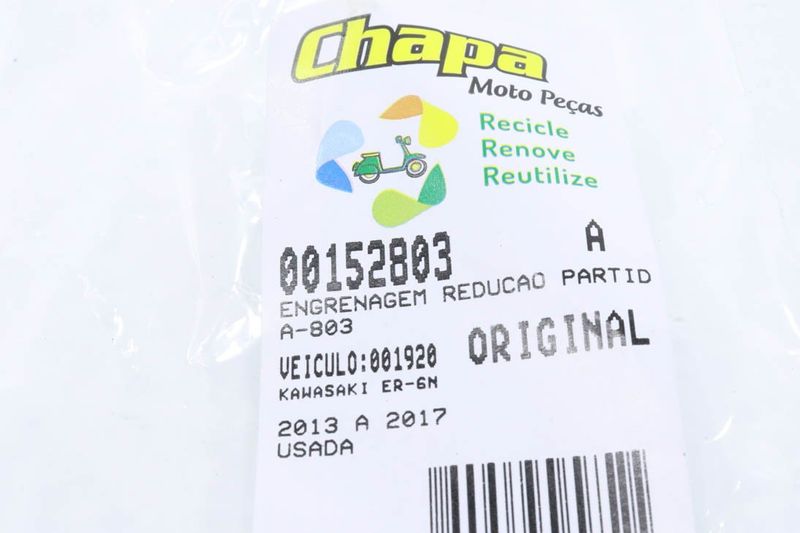 Chapa
Moto Peças
Recicle
Renove
Reutilize
00152803 A
ENGRENAGEM REDUCAO PARTID
A-803
ORIGINAL
VEICULO:001920
KAWASAKI ER-6N
2013 A 2017
USADA